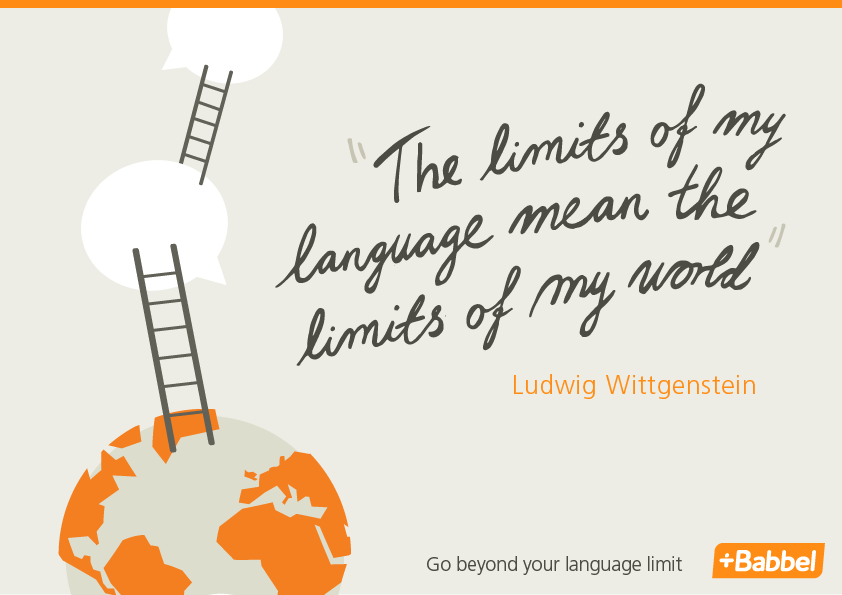 "The limits of my
language mean the
limits of my world"
Ludwig Wittgenstein
Go beyond your language limit
+Babbel